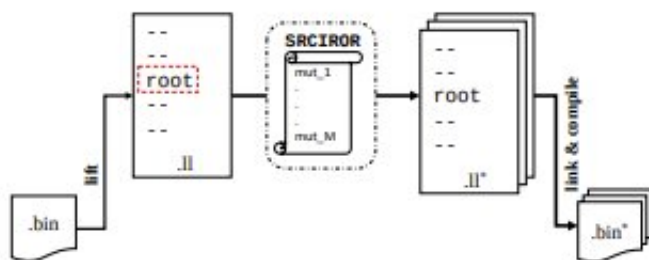 SRCIROR
--
--
root
--
--
.ll
mut_1
.
.
.
mut_M
--
--
root
--
--
.ll*
lift
link & compile
.bin
.bin*